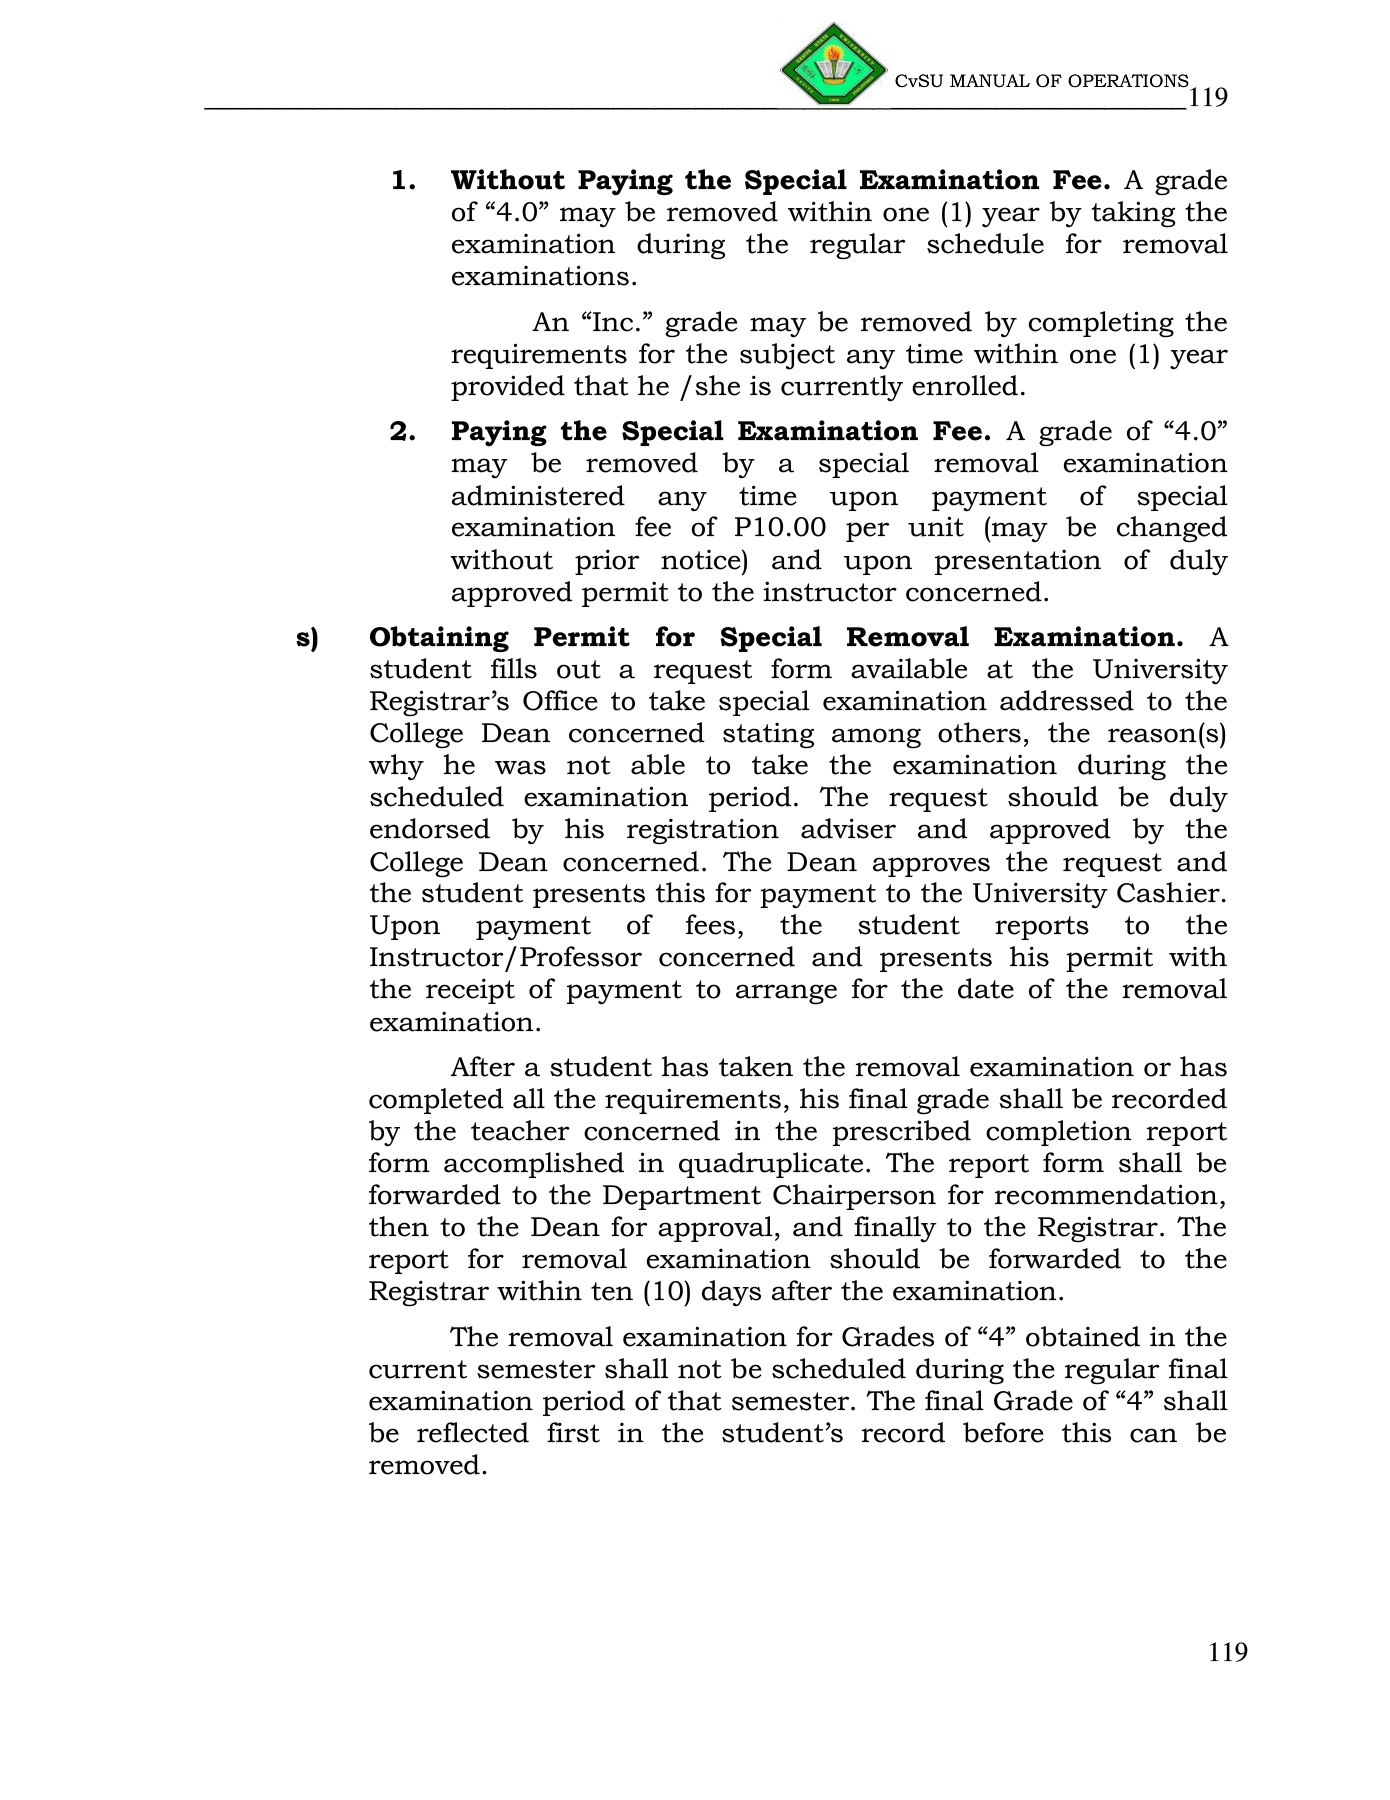 CvSU MANUAL OF OPERATIONS
119
1. Without Paying the Special Examination Fee. A grade
of “4.0” may be removed within one (1) year by taking the
examination during the regular schedule for removal
examinations.
An “Inc.” grade may be removed by completing the
requirements for the subject any time within one (1) year
provided that he /she is currently enrolled.
2. Paying the Special Examination Fee. A grade of “4.0”
may be removed by a special removal examination
administered any time upon payment of special
examination fee of P10.00 per unit (may be changed
without prior notice) and upon presentation of duly
approved permit to the instructor concerned.
s) Obtaining Permit for Special Removal Examination. A
student fills out a request form available at the University
Registrar’s Office to take special examination addressed to the
College Dean concerned stating among others, the reason(s)
why he was not able to take the examination during the
scheduled examination period. The request should be duly
endorsed by his registration adviser and approved by the
College Dean concerned. The Dean approves the request and
the student presents this for payment to the University Cashier.
Upon payment of fees, the student reports to the
Instructor/Professor concerned and presents his permit with
the receipt of payment to arrange for the date of the removal
examination.
After a student has taken the removal examination or has
completed all the requirements, his final grade shall be recorded
by the teacher concerned in the prescribed completion report
form accomplished in quadruplicate. The report form shall be
forwarded to the Department Chairperson for recommendation,
then to the Dean for approval, and finally to the Registrar. The
report for removal examination should be forwarded to the
Registrar within ten (10) days after the examination.
The removal examination for Grades of “4” obtained in the
current semester shall not be scheduled during the regular final
examination period of that semester. The final Grade of “4” shall
be reflected first in the student’s record before this can be
removed.
119